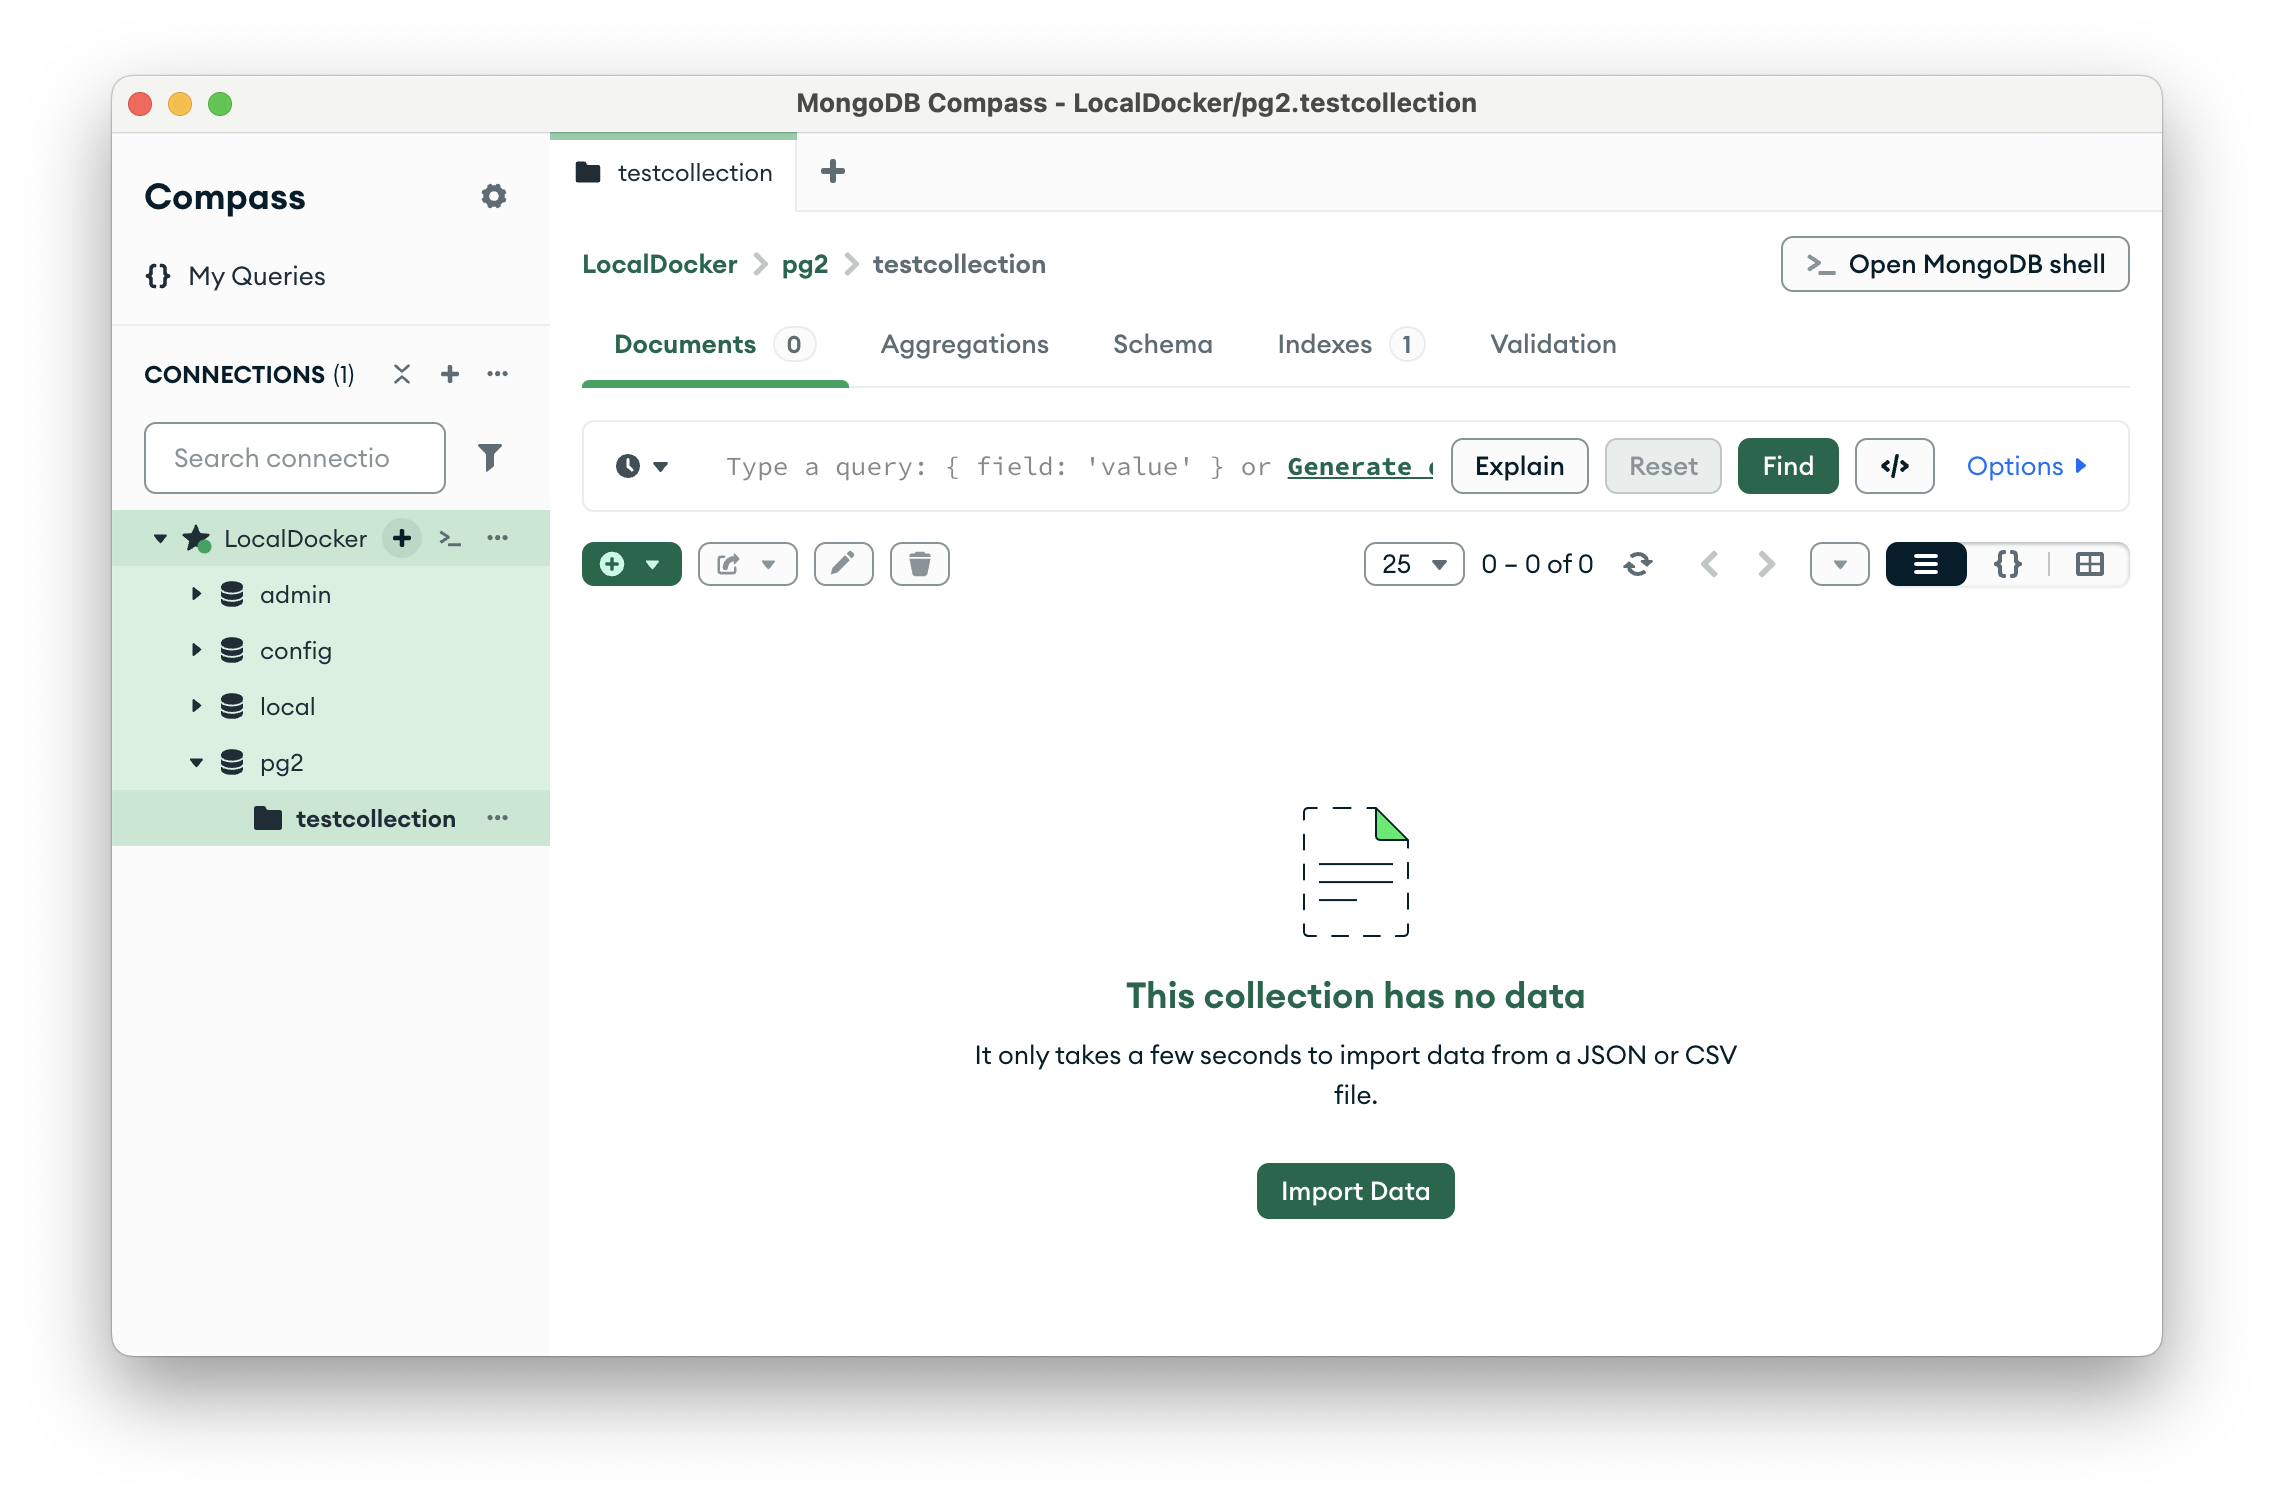 MongoDB Compass - LocalDocker/pg2.testcollection
Compass
My Queries
CONNECTIONS (1)
Search connectio
LocalDocker
admin
config
local
pg2
testcollection
testcollection
LocalDocker > pg2 > testcollection
>_ Open MongoDB shell
Documents 0 Aggregations Schema Indexes 1 Validation
Type a query: { field: 'value' } or Generate Explain Reset Find </> Options
25 0 – 0 of 0 {}
This collection has no data
It only takes a few seconds to import data from a JSON or CSV
file.
Import Data